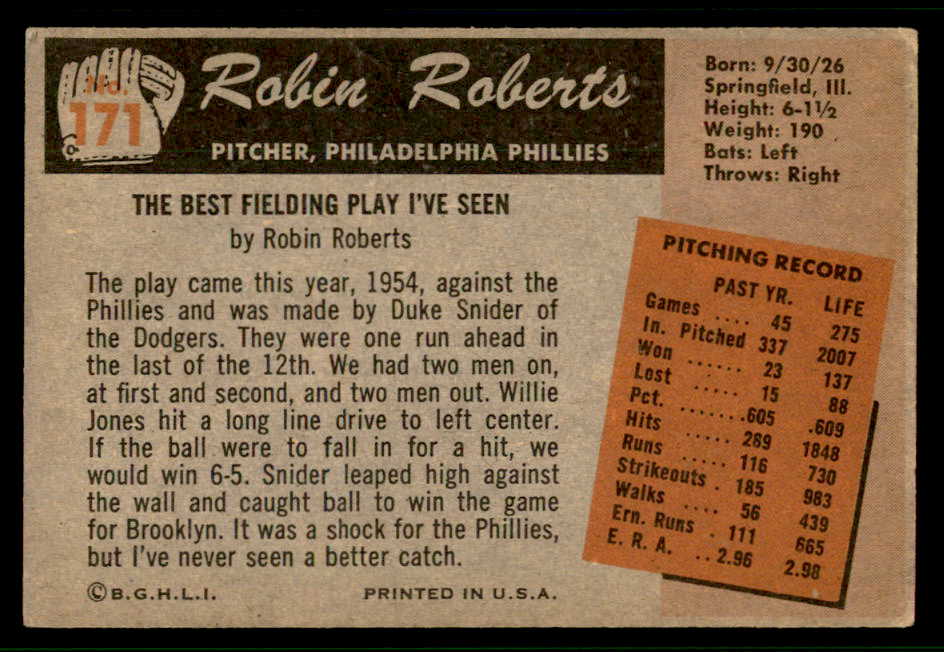 No.
171
Robin Roberts
PITCHER, PHILADELPHIA PHILLIES
Born: 9/30/26
Springfield, Ill.
Height: 6-1½
Weight: 190
Bats: Left
Throws: Right
THE BEST FIELDING PLAY I'VE SEEN
by Robin Roberts
The play came this year, 1954, against the
Phillies and was made by Duke Snider of
the Dodgers. They were one run ahead in
the last of the 12th. We had two men on,
at first and second, and two men out. Willie
Jones hit a long line drive to left center.
If the ball were to fall in for a hit, we
would win 6-5. Snider leaped high against
the wall and caught ball to win the game
for Brooklyn. It was a shock for the Phillies,
but I've never seen a better catch.
PITCHING RECORD
PAST YR. LIFE
Games .... 45 275
In. Pitched 337 2007
Won ...... 23 137
Lost ..... 15 88
Pct. .......605 .609
Hits ..... 289 1848
Runs ..... 116 730
Strikeouts . 185 983
Walks .... 56 439
Ern. Runs . 111 665
E. R. A. .. 2.96 2.98
©B.G.H.L.I. PRINTED IN U.S.A.